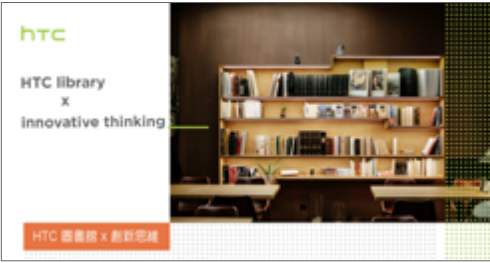 hTC
HTC library
x
innovative thinking
HTC 圖書館 x 創新思維